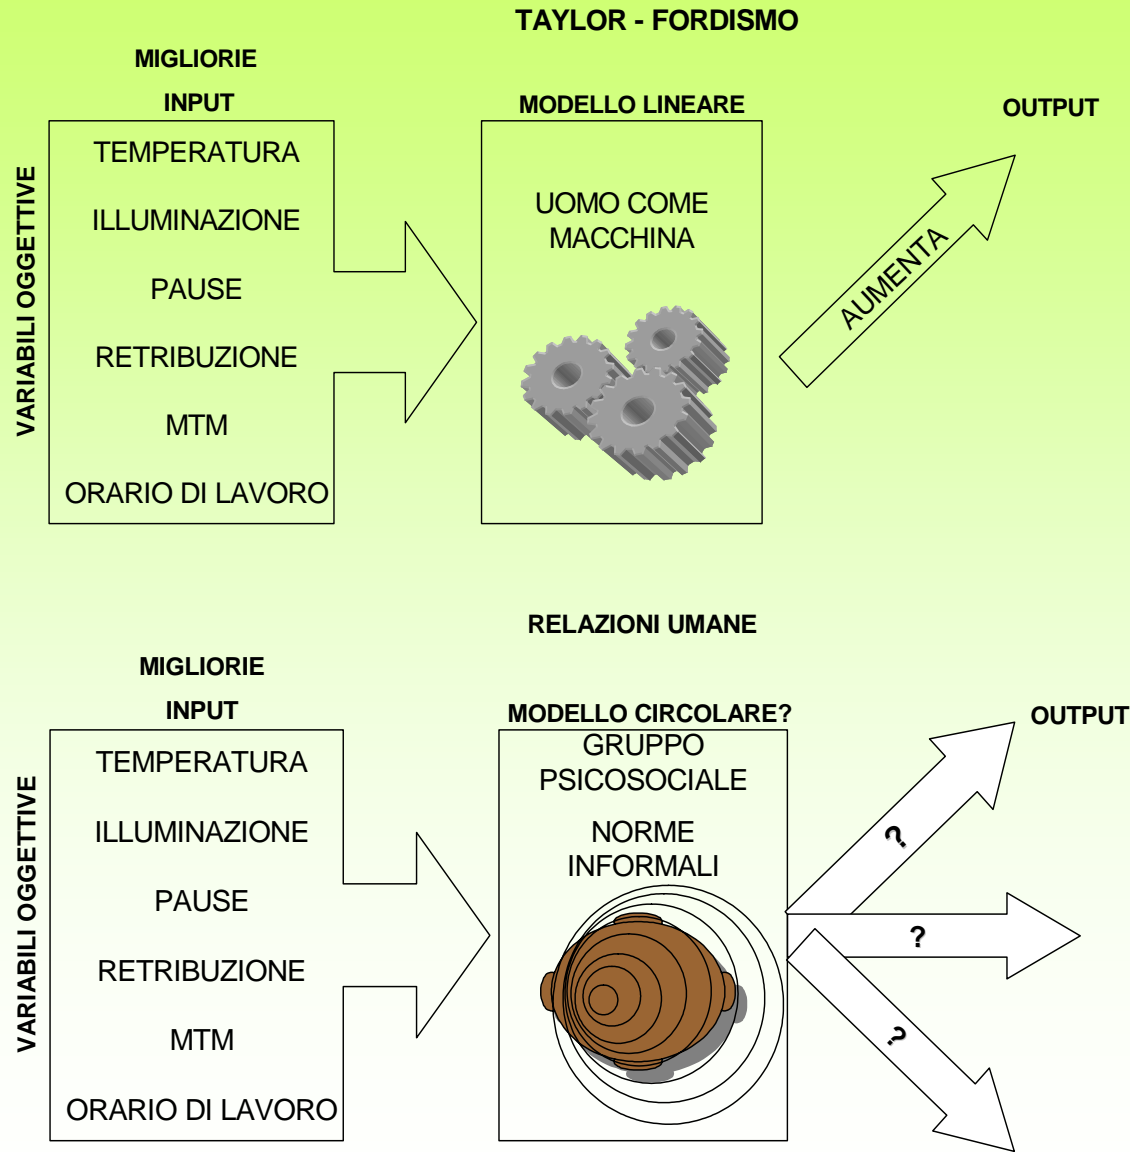 TAYLOR - FORDISMO
MIGLIORIE
INPUT
MODELLO LINEARE
OUTPUT
VARIABILI OGGETTIVE
TEMPERATURA
ILLUMINAZIONE
PAUSE
RETRIBUZIONE
MTM
ORARIO DI LAVORO
UOMO COME
MACCHINA
AUMENTA
RELAZIONI UMANE
MIGLIORIE
INPUT
MODELLO CIRCOLARE?
OUTPUT
VARIABILI OGGETTIVE
TEMPERATURA
ILLUMINAZIONE
PAUSE
RETRIBUZIONE
MTM
ORARIO DI LAVORO
GRUPPO
PSICOSOCIALE
NORME
INFORMALI
?
?
?